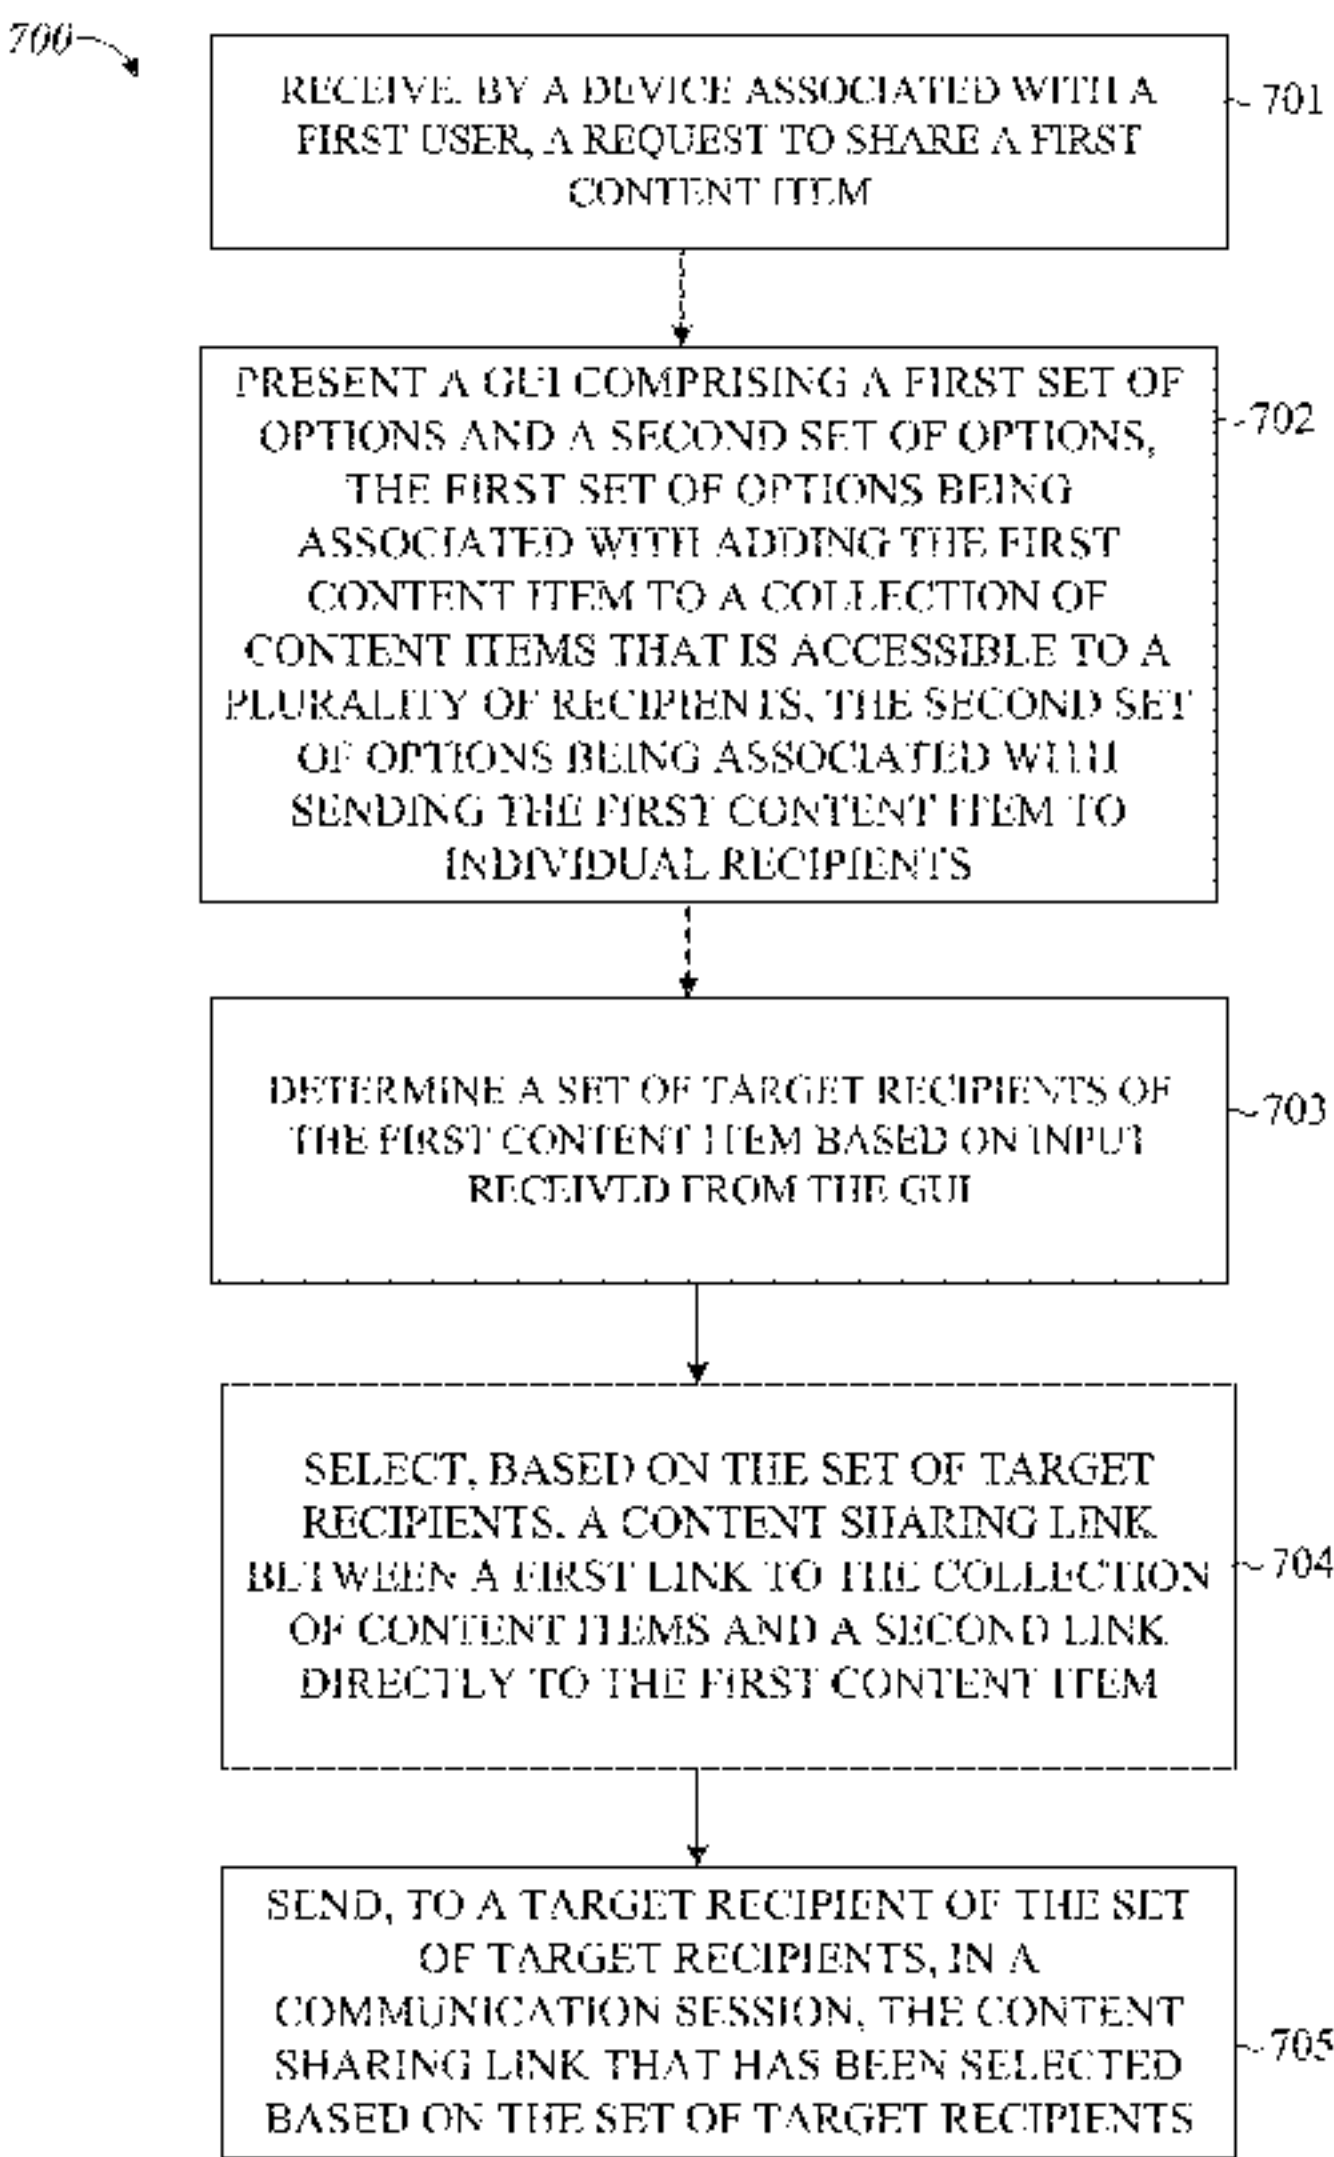 700
RECEIVE, BY A DEVICE ASSOCIATED WITH A
FIRST USER, A REQUEST TO SHARE A FIRST
CONTENT ITEM
701
PRESENT A GUI COMPRISING A FIRST SET OF
OPTIONS AND A SECOND SET OF OPTIONS,
THE FIRST SET OF OPTIONS BEING
ASSOCIATED WITH ADDING THE FIRST
CONTENT ITEM TO A COLLECTION OF
CONTENT ITEMS THAT IS ACCESSIBLE TO A
PLURALITY OF RECIPIENTS, THE SECOND SET
OF OPTIONS BEING ASSOCIATED WITH
SENDING THE FIRST CONTENT ITEM TO
INDIVIDUAL RECIPIENTS
702
DETERMINE A SET OF TARGET RECIPIENTS OF
THE FIRST CONTENT ITEM BASED ON INPUT
RECEIVED FROM THE GUI
703
SELECT, BASED ON THE SET OF TARGET
RECIPIENTS, A CONTENT SHARING LINK
BETWEEN A FIRST LINK TO THE COLLECTION
OF CONTENT ITEMS AND A SECOND LINK
DIRECTLY TO THE FIRST CONTENT ITEM
704
SEND, TO A TARGET RECIPIENT OF THE SET
OF TARGET RECIPIENTS, IN A
COMMUNICATION SESSION, THE CONTENT
SHARING LINK THAT HAS BEEN SELECTED
BASED ON THE SET OF TARGET RECIPIENTS
705